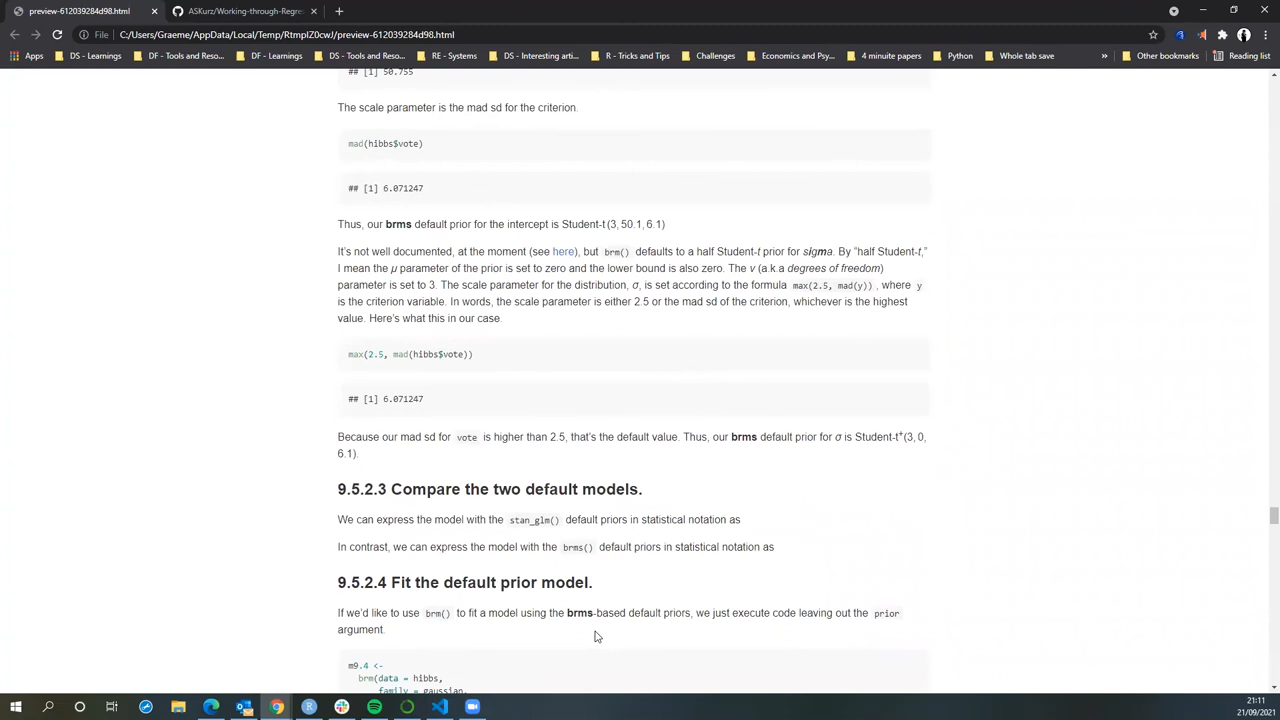 preview-612039284d98.html
ASKurz/Working-through-Regre
File C:/Users/Graeme/AppData/Local/Temp/RtmpIZ0cwJ/preview-612039284d98.html
Apps DS - Learnings DF - Tools and Reso... DF - Learnings DS - Interesting artic... R - Tricks and Tips Challenges Economics and Psy... 4 minuite papers Python Whole tab save » Other bookmarks Reading list
## [1] 50.755
The scale parameter is the mad sd for the criterion.
mad(hibbs$vote)
## [1] 6.071247
Thus, our brms default prior for the intercept is Student-t(3, 50.1, 6.1)
It's not well documented, at the moment (see here), but brm() defaults to a half Student-t prior for sigma. By “half Student-t,”
I mean the μ parameter of the prior is set to zero and the lower bound is also zero. The ν (a.k.a degrees of freedom)
parameter is set to 3. The scale parameter for the distribution, σ, is set according to the formula max(2.5, mad(y)) , where y
is the criterion variable. In words, the scale parameter is either 2.5 or the mad sd of the criterion, whichever is the highest
value. Here's what this in our case.
max(2.5, mad(hibbs$vote))
## [1] 6.071247
Because our mad sd for vote is higher than 2.5, that's the default value. Thus, our brms default prior for σ is Student-t+(3, 0,
6.1).
9.5.2.3 Compare the two default models.
We can express the model with the stan_glm() default priors in statistical notation as
In contrast, we can express the model with the brms() default priors in statistical notation as
9.5.2.4 Fit the default prior model.
If we'd like to use brm() to fit a model using the brms-based default priors, we just execute code leaving out the prior
argument.
m9.4 <-
brm(data = hibbs,
family = gaussian,
21:11
21/09/2021